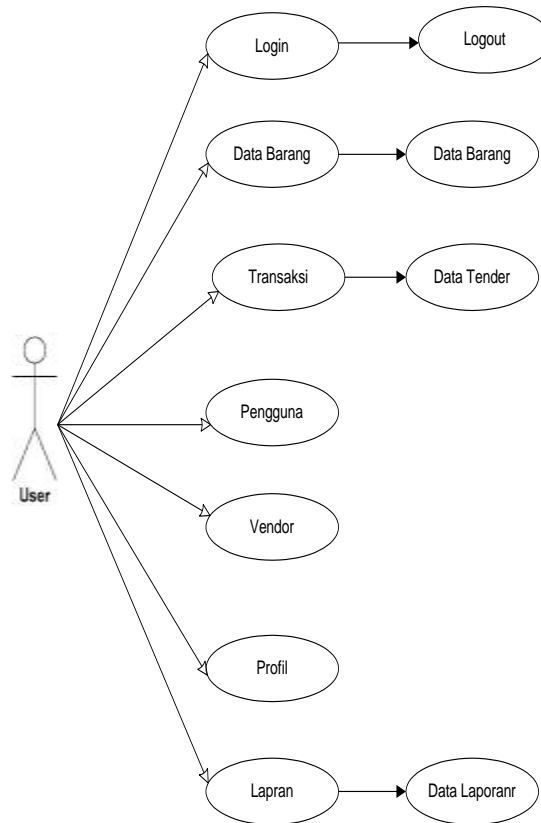 Login
Logout
Data Barang
Data Barang
Transaksi
Data Tender
Pengguna
User
Vendor
Profil
Lapran
Data Laporanr